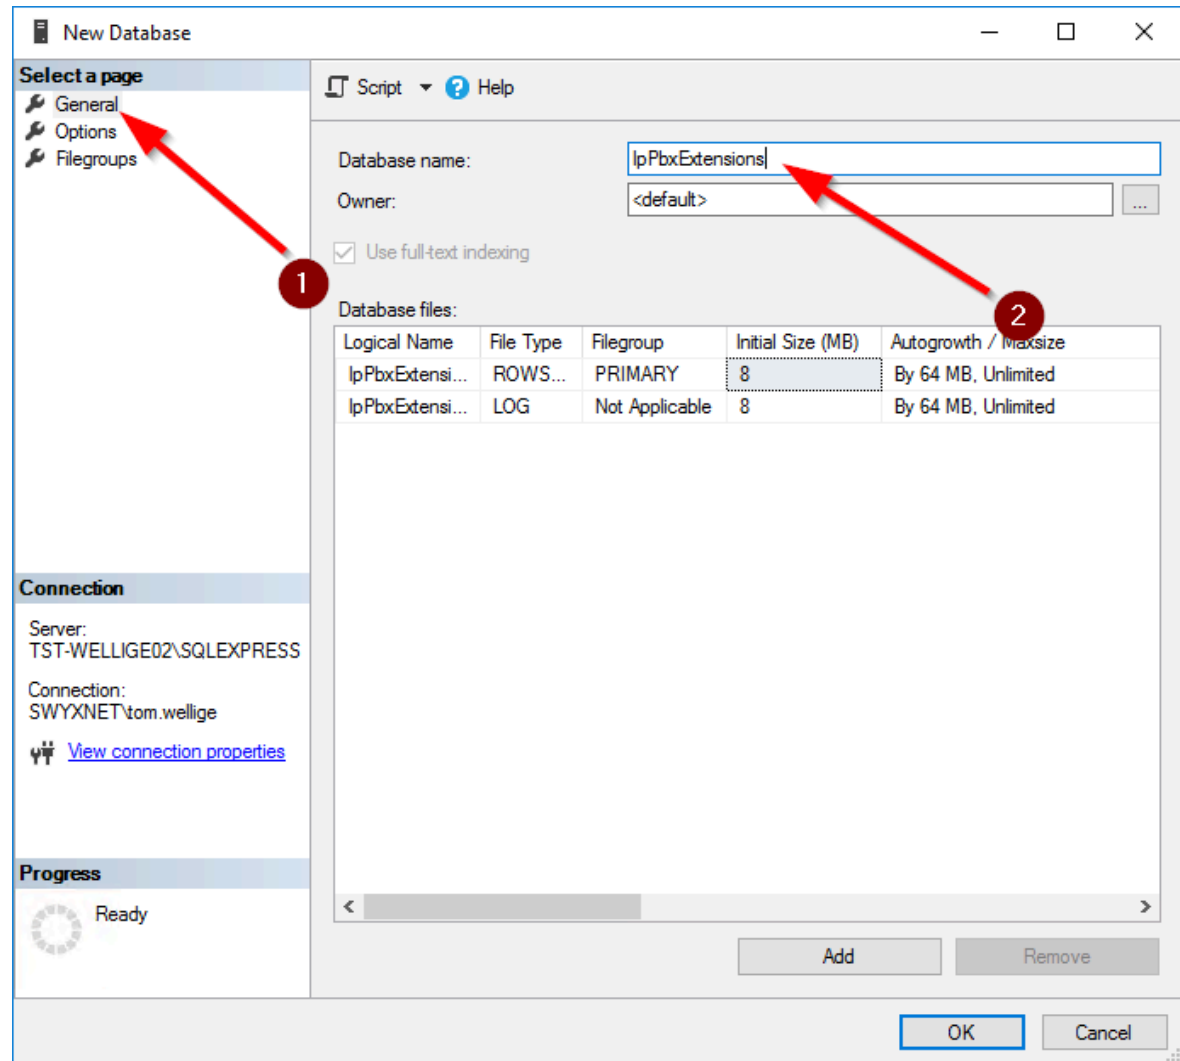 New Database
Select a page
General
Options
Filegroups
Script Help
Database name: IpPbxExtensions
Owner: <default> ...
Use full-text indexing
1
2
Database files:
Logical Name File Type Filegroup Initial Size (MB) Autogrowth / Maxsize
IpPbxExtensi... ROWS... PRIMARY 8 By 64 MB, Unlimited
IpPbxExtensi... LOG Not Applicable 8 By 64 MB, Unlimited
Connection
Server:
TST-WELLIGE02\SQLEXPRESS
Connection:
SWYXNET\tom.wellige
View connection properties
Progress
Ready
Add Remove
OK Cancel